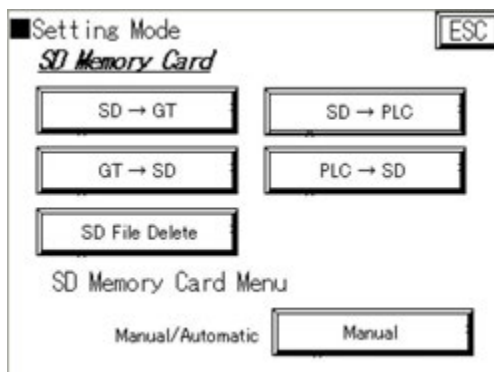 ■Setting Mode ESC
SD Memory Card
SD → GT SD → PLC
GT → SD PLC → SD
SD File Delete
SD Memory Card Menu
Manual/Automatic Manual